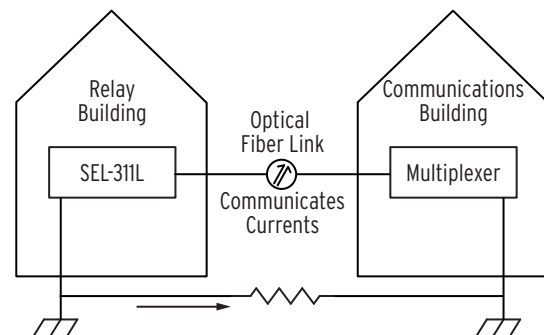 Relay
Building
SEL-311L
Optical
Fiber Link
Communicates
Currents
Communications
Building
Multiplexer